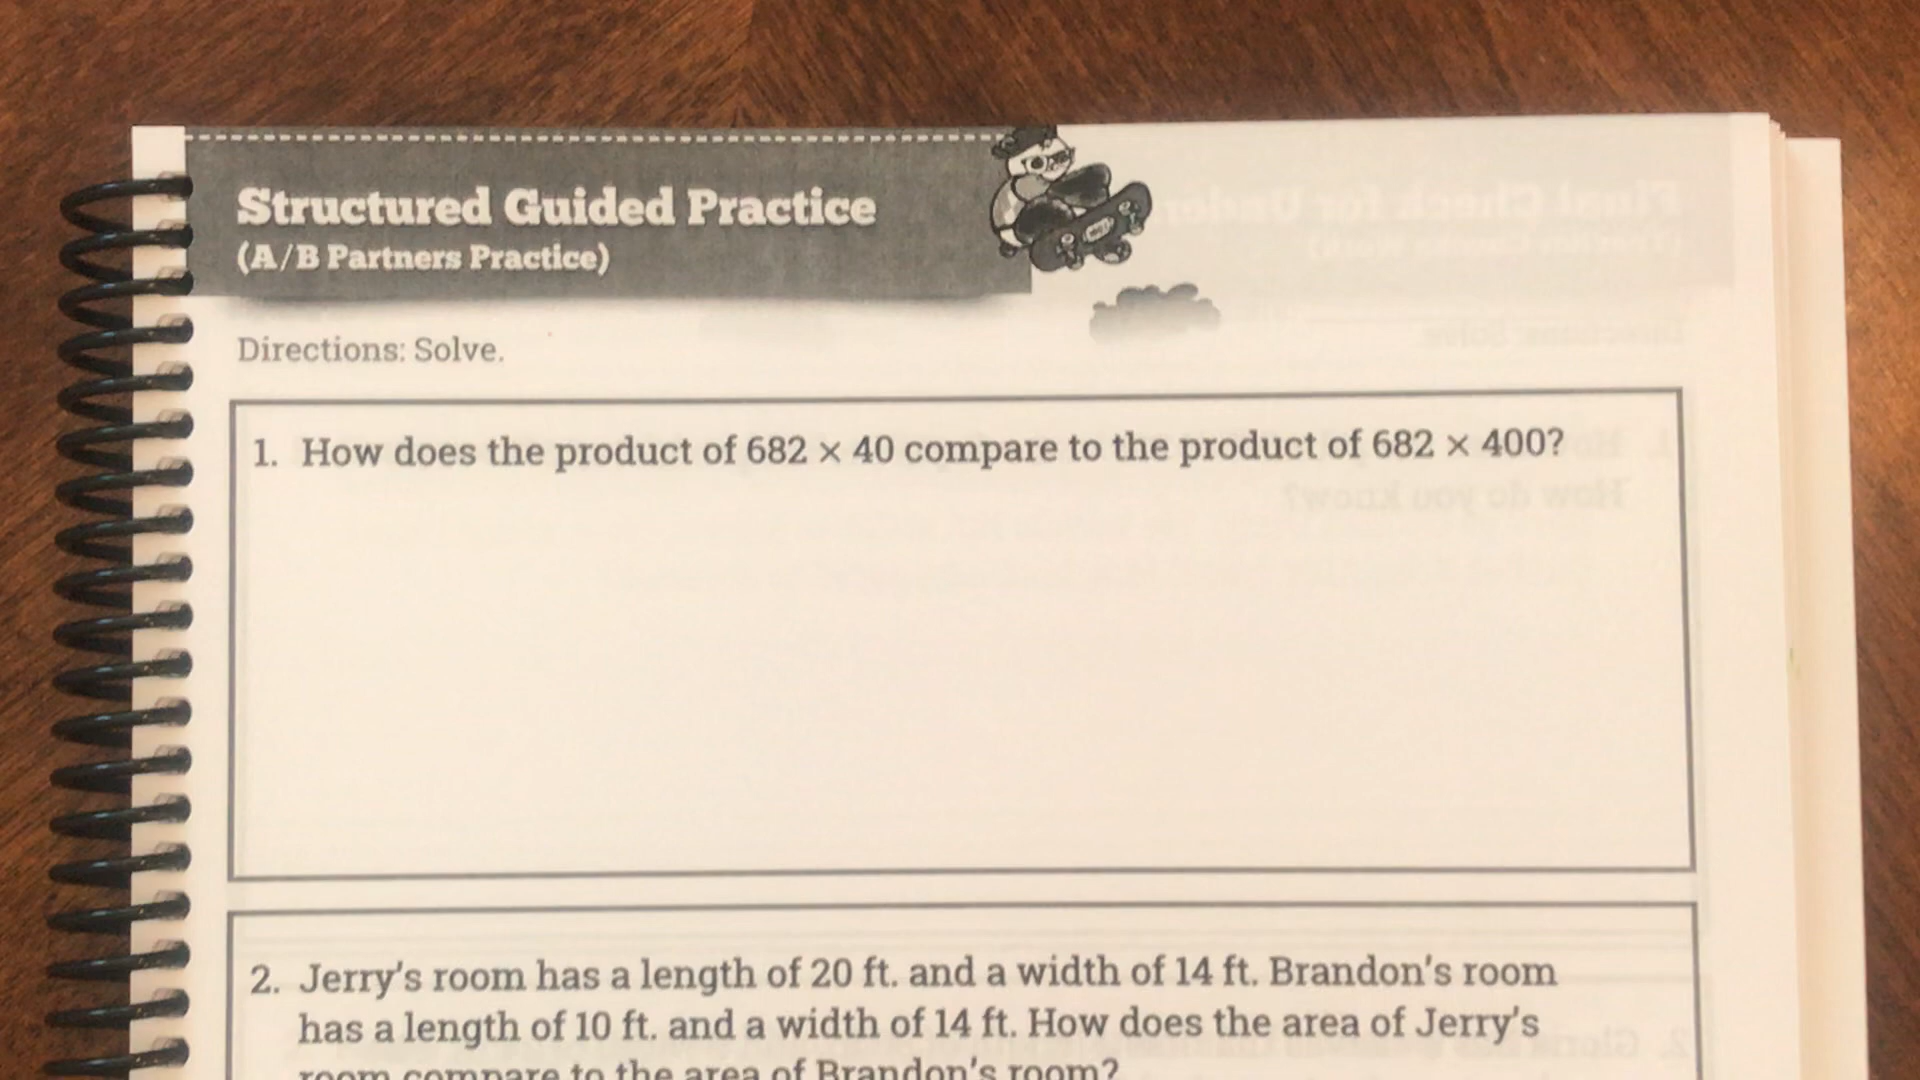 Structured Guided Practice
(A/B Partners Practice)
Directions: Solve.
1. How does the product of 682 × 40 compare to the product of 682 × 400?
2. Jerry's room has a length of 20 ft. and a width of 14 ft. Brandon's room
has a length of 10 ft. and a width of 14 ft. How does the area of Jerry's
room compare to the area of Brandon's room?